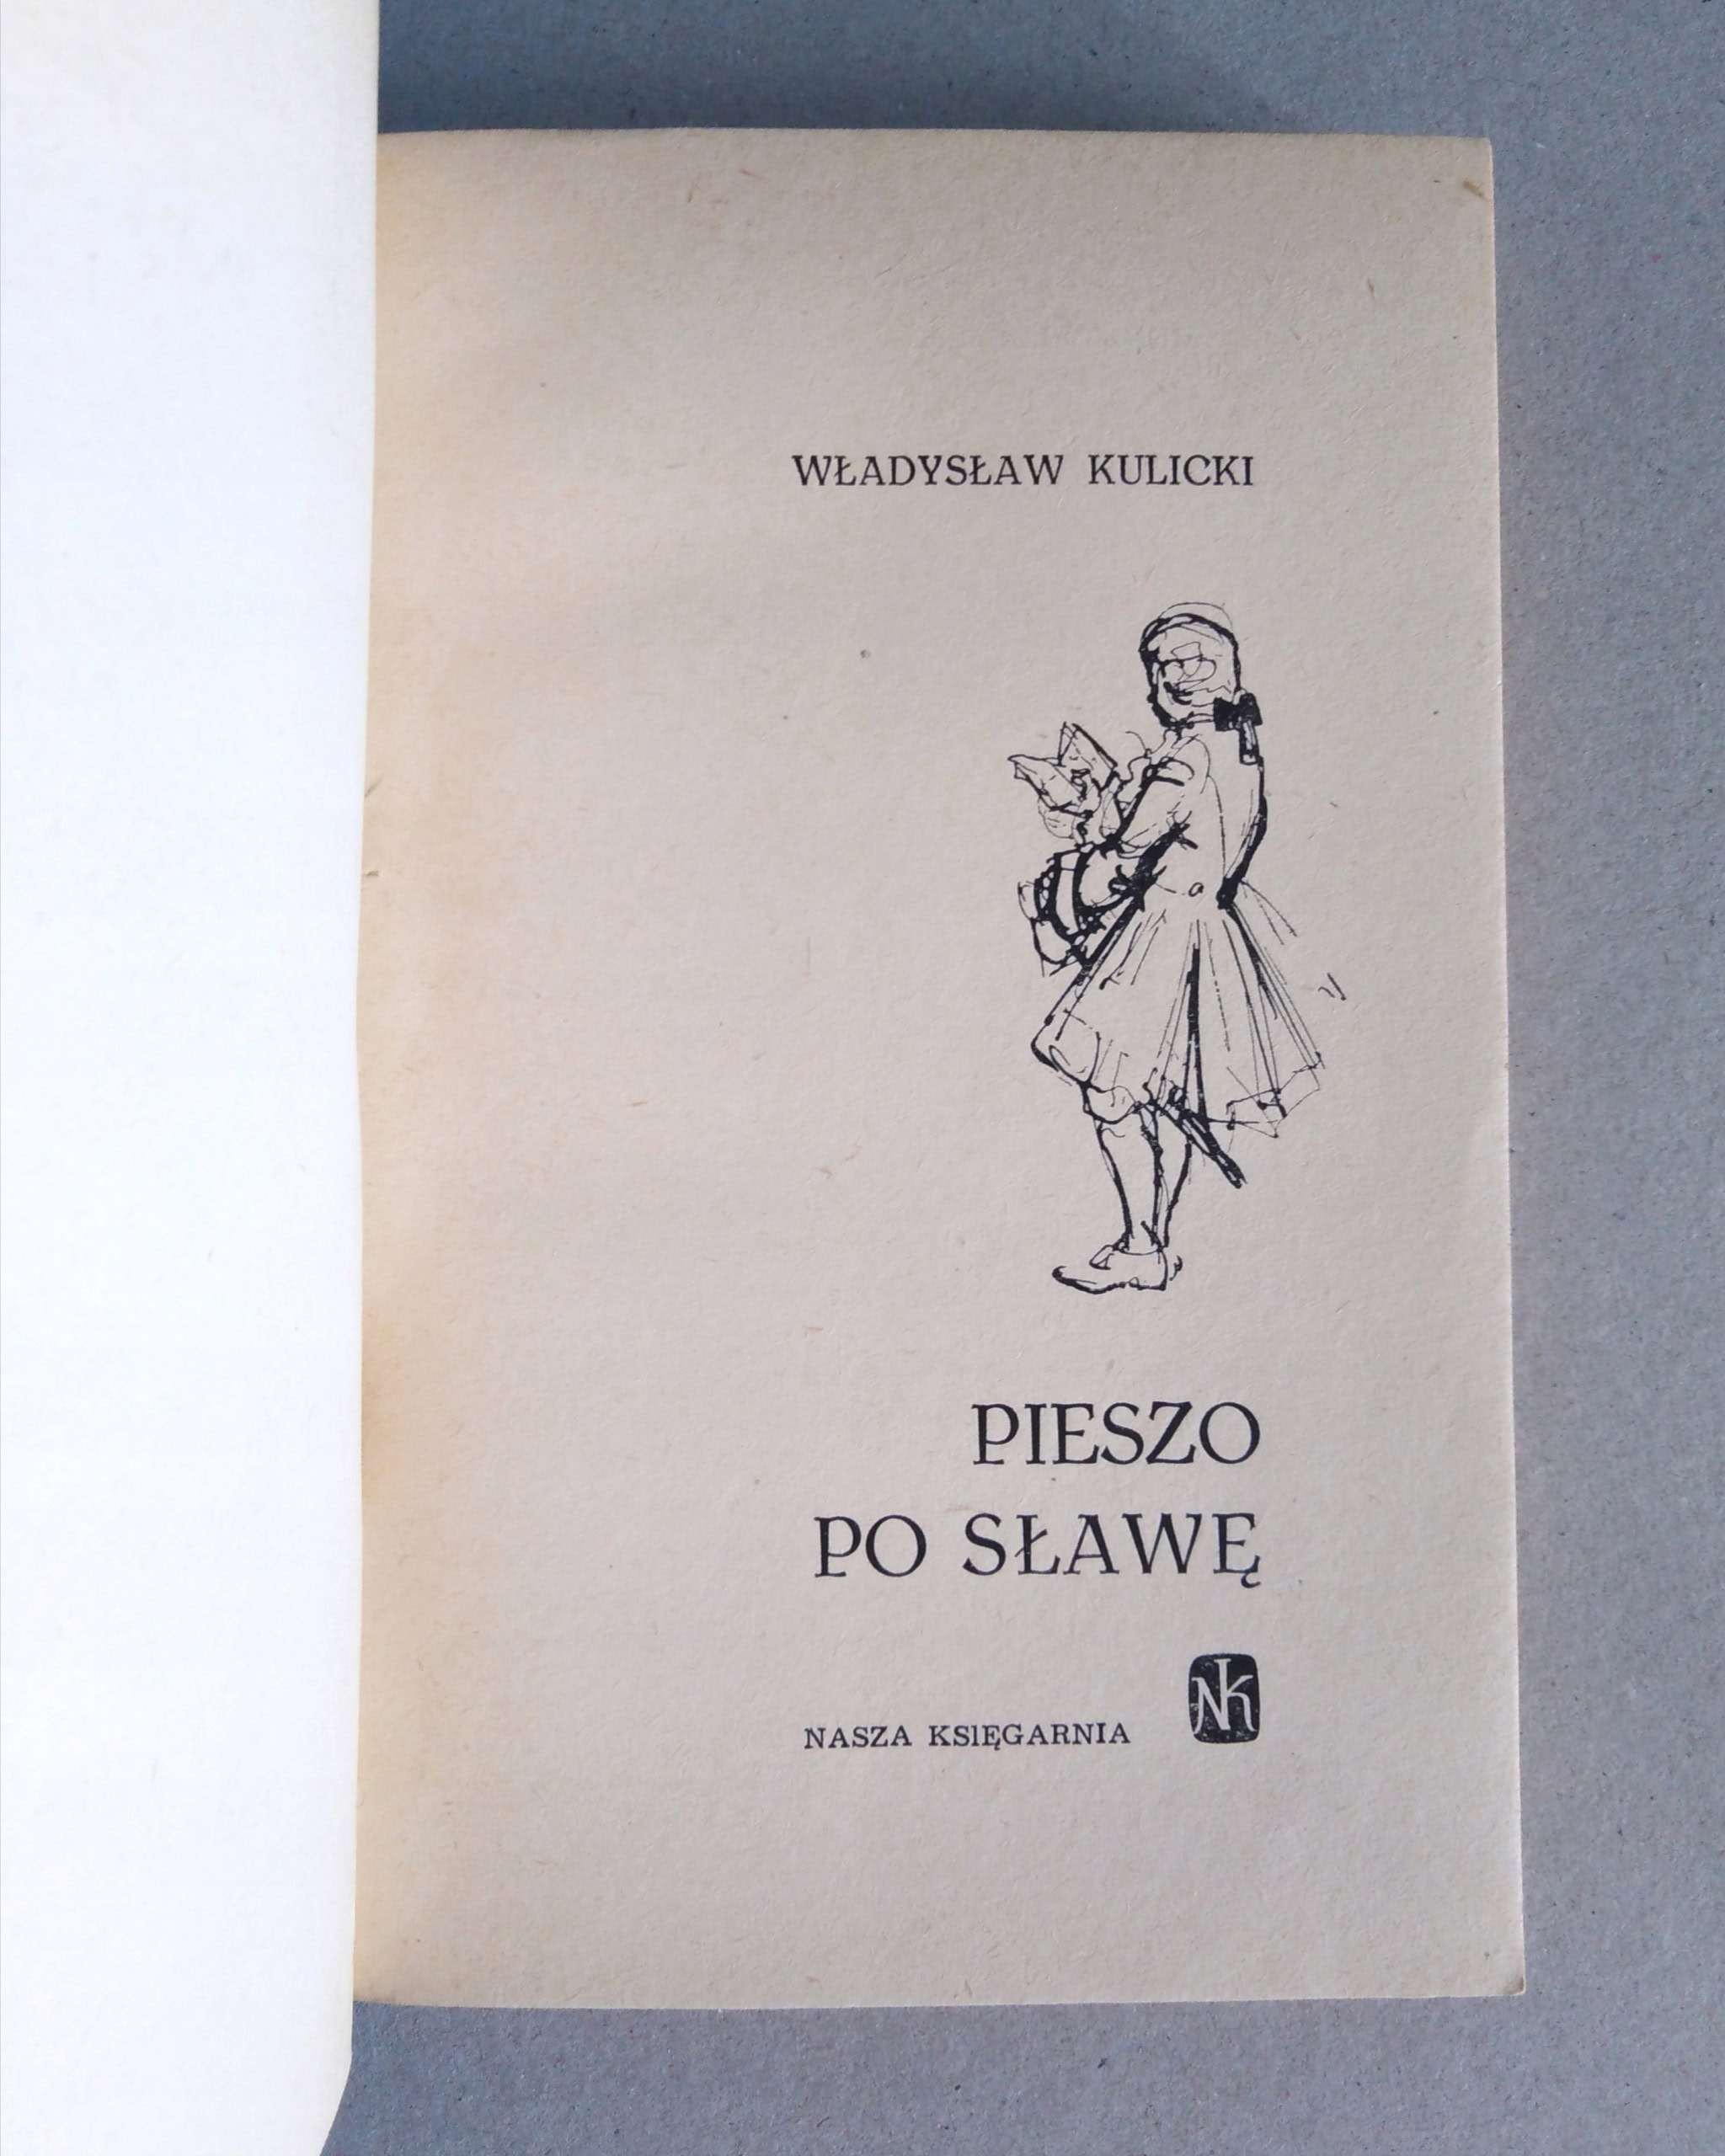 WŁADYSŁAW KULICKI
PIESZO
PO SŁAWĘ
NASZA KSIĘGARNIA
NK